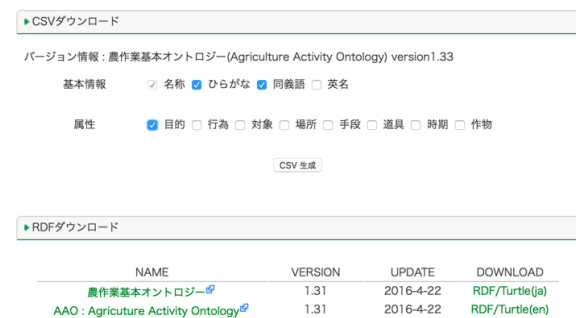 CSVダウンロード
バージョン情報 : 農作業基本オントロジー(Agriculture Activity Ontology) version1.33
基本情報 名称 ひらがな 同義語 英名
属性 目的 行為 対象 場所 手段 道具 時期 作物
CSV 生成
RDFダウンロード
NAME VERSION UPDATE DOWNLOAD
農作業基本オントロジー 1.31 2016-4-22 RDF/Turtle(ja)
AAO : Agricuture Activity Ontology 1.31 2016-4-22 RDF/Turtle(en)